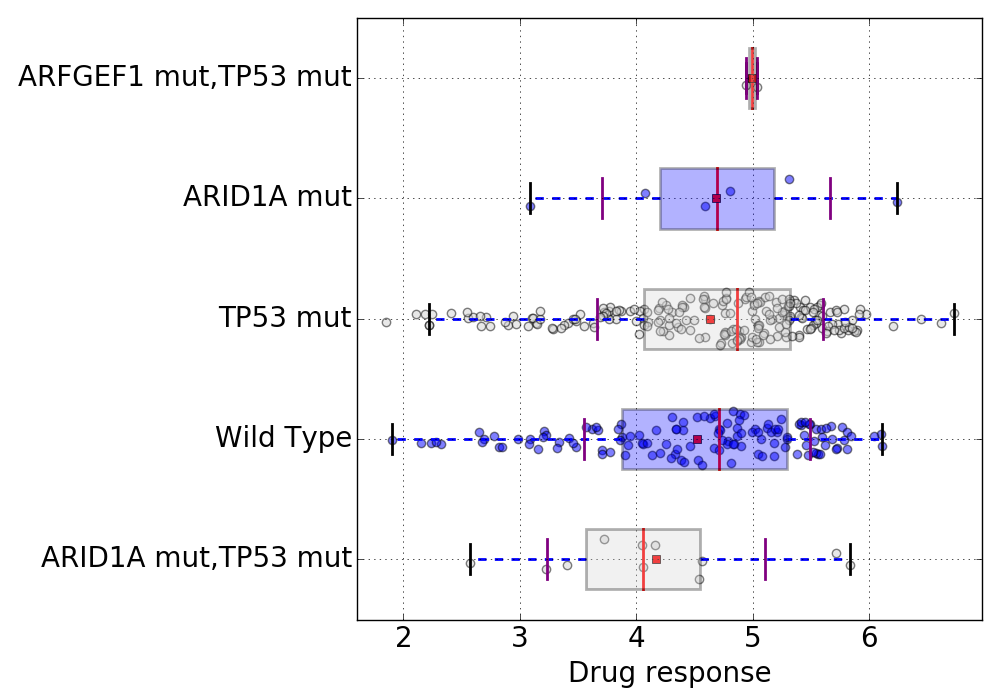 ARFGEF1 mut,TP53 mut
ARID1A mut
TP53 mut
Wild Type
ARID1A mut,TP53 mut
2 3 4 5 6
Drug response